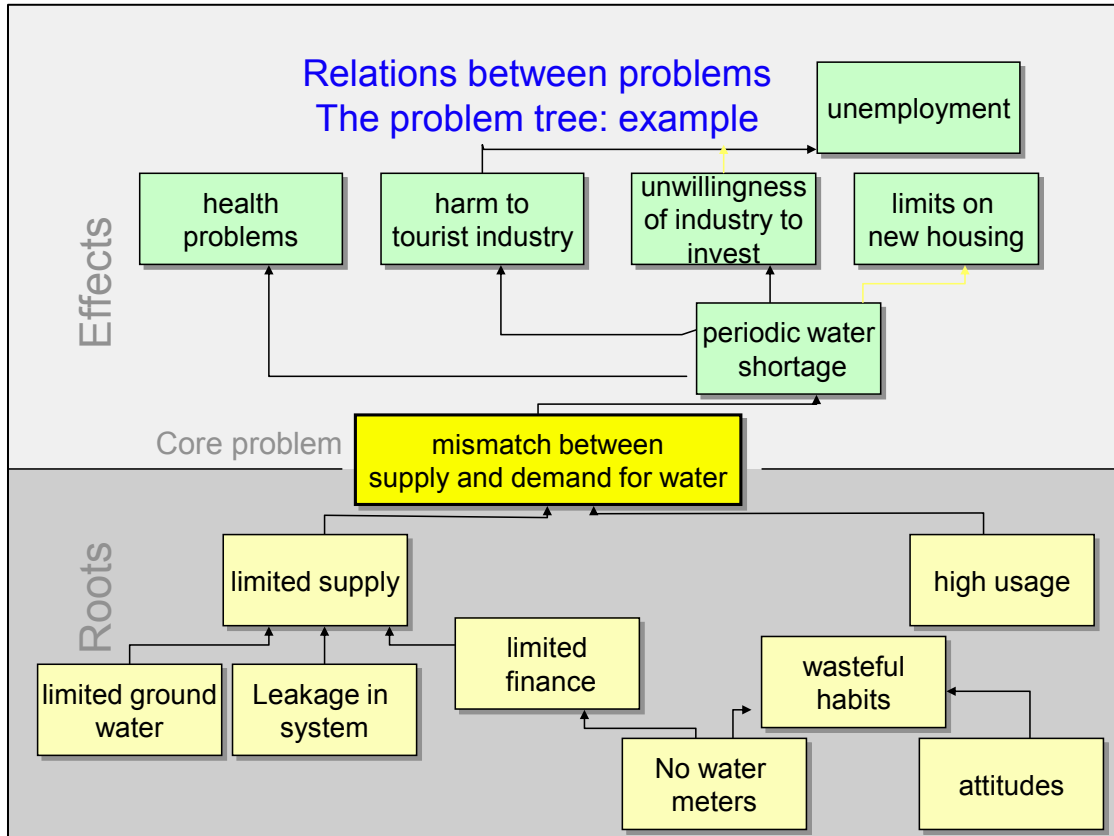 Relations between problems
The problem tree: example
unemployment
health
problems
harm to
tourist industry
unwillingness
of industry to
invest
limits on
new housing
Effects
periodic water
shortage
Core problem
mismatch between
supply and demand for water
Roots
limited supply
high usage
limited ground
water
Leakage in
system
limited
finance
wasteful
habits
No water
meters
attitudes